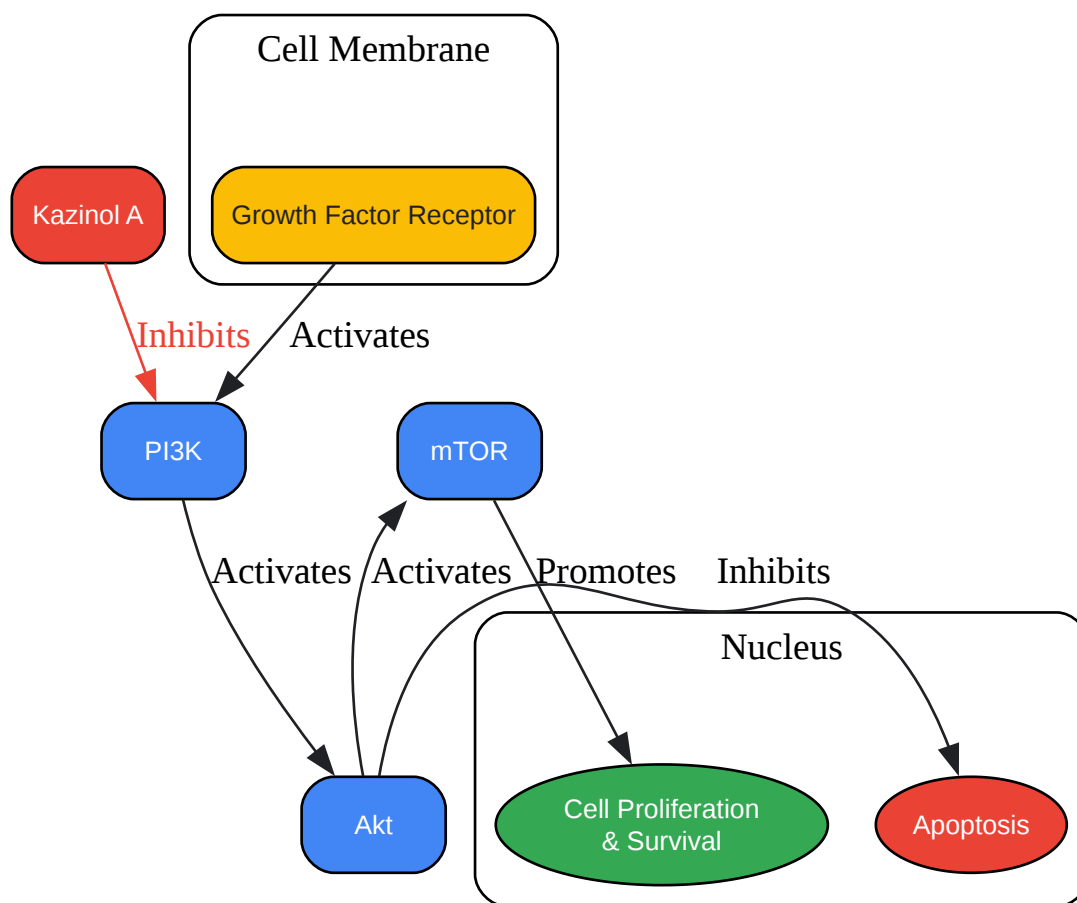 Cell Membrane
Kazinol A
Growth Factor Receptor
Inhibits
Activates
PI3K
mTOR
Activates
Activates
Promotes
Inhibits
Nucleus
Akt
Cell Proliferation
& Survival
Apoptosis